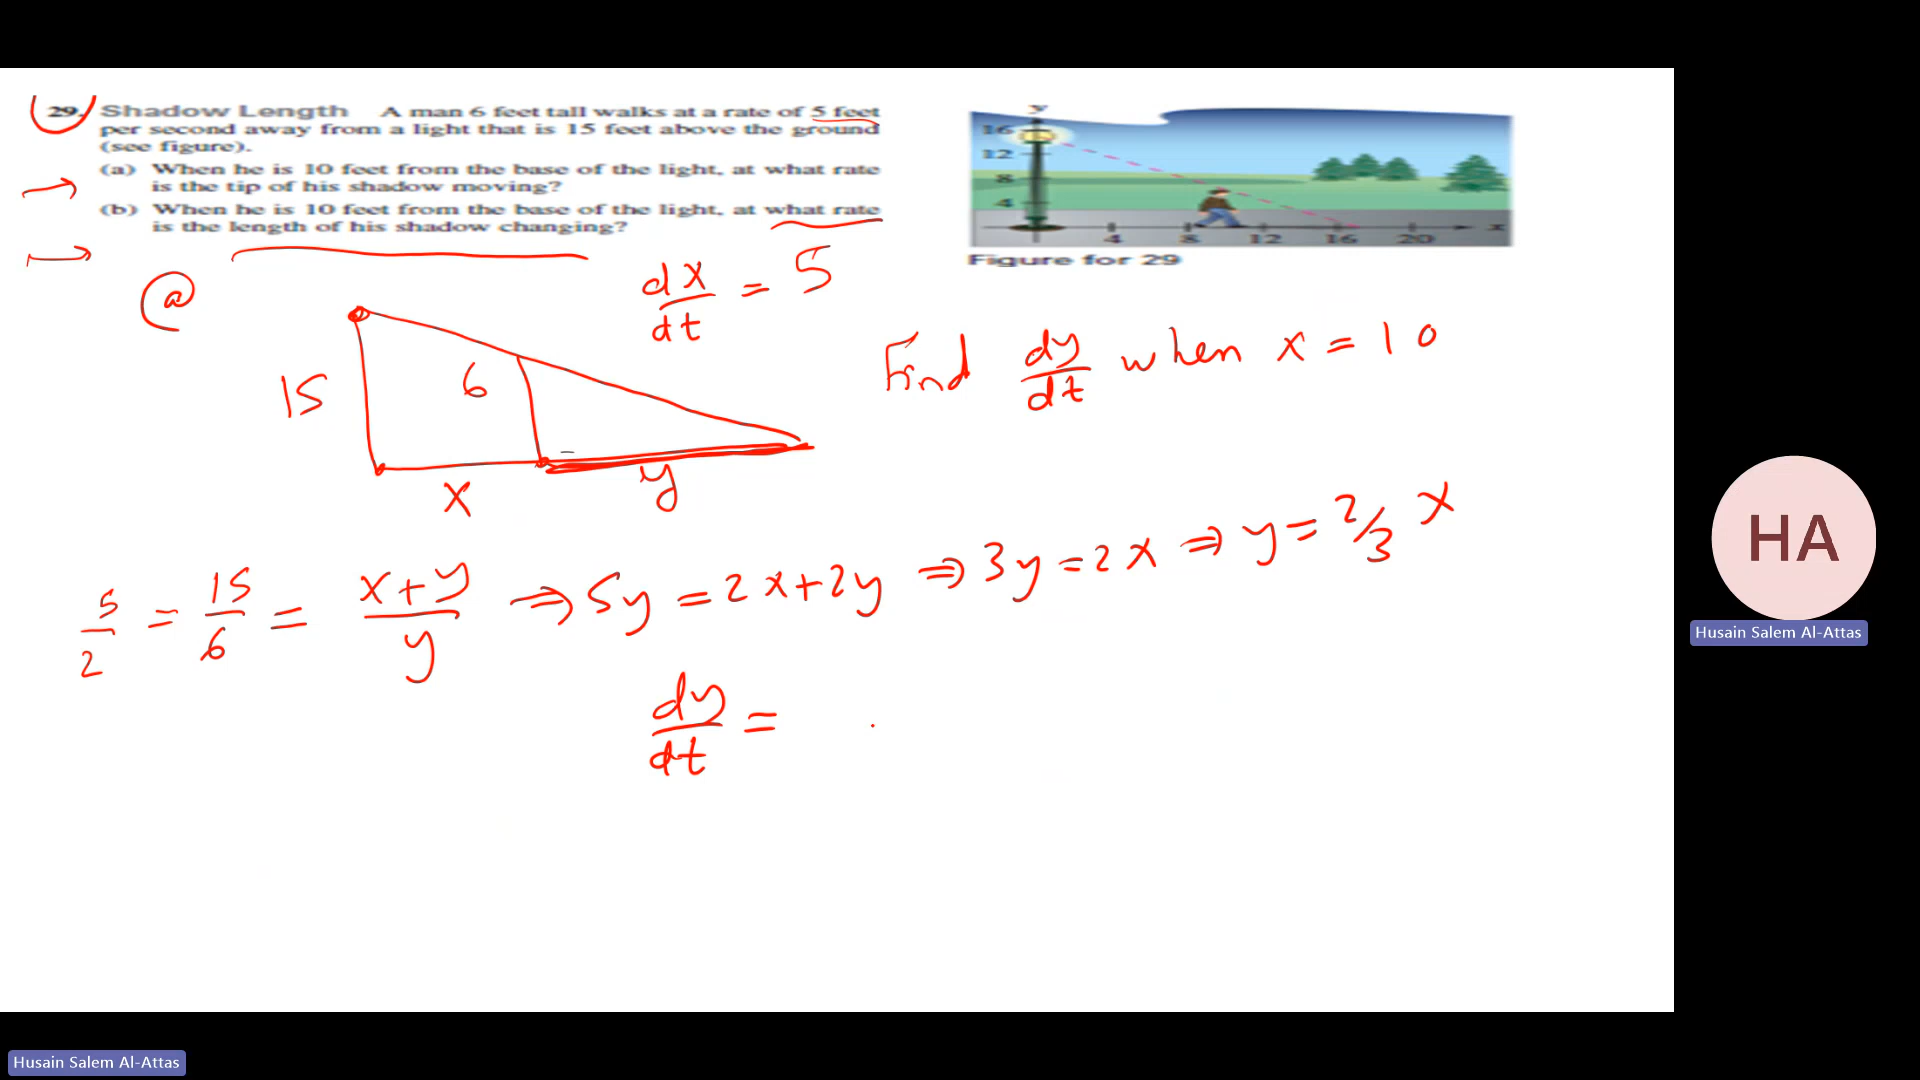 29. Shadow Length A man 6 feet tall walks at a rate of 5 feet
per second away from a light that is 15 feet above the ground
(see figure).
(a) When he is 10 feet from the base of the light, at what rate
is the tip of his shadow moving?
(b) When he is 10 feet from the base of the light, at what rate
is the length of his shadow changing?
y
16
12
8
4
4 8 12 16 20 x
Figure for 29
ⓐ
dx/dt = 5
Find dy/dt when x = 10
15
6
x
y
5/2 = 15/6 = (x+y)/y ⇒ 5y = 2x+2y ⇒ 3y = 2x ⇒ y = 2/3 x
dy/dt =
HA
Husain Salem Al-Attas
Husain Salem Al-Attas